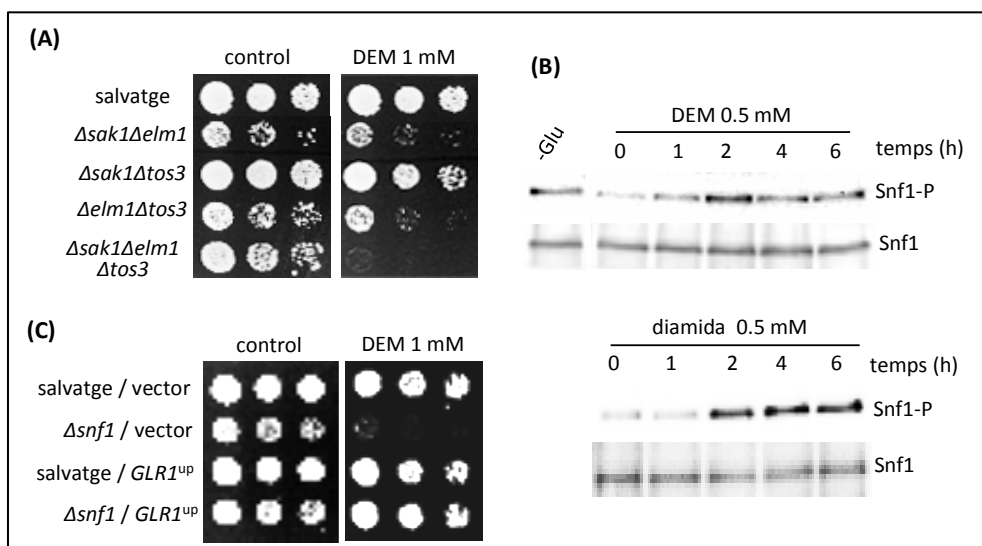 (A)
control
DEM 1 mM
salvatge
Δsak1Δelm1
Δsak1Δtos3
Δelm1Δtos3
Δsak1Δelm1
Δtos3
(B)
-Glu
DEM 0.5 mM
0 1 2 4 6 temps (h)
Snf1-P
Snf1
diamida 0.5 mM
0 1 2 4 6 temps (h)
Snf1-P
Snf1
(C)
control
DEM 1 mM
salvatge / vector
Δsnf1 / vector
salvatge / GLR1up
Δsnf1 / GLR1up